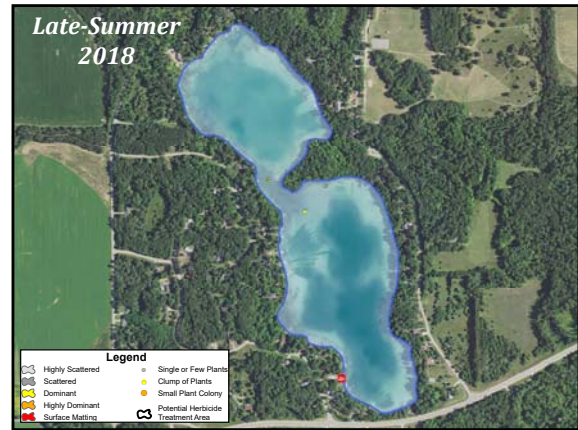 Late-Summer
2018
Legend
Highly Scattered
Scattered
Dominant
Highly Dominant
Surface Matting
Single or Few Plants
Clump of Plants
Small Plant Colony
Potential Herbicide
Treatment Area